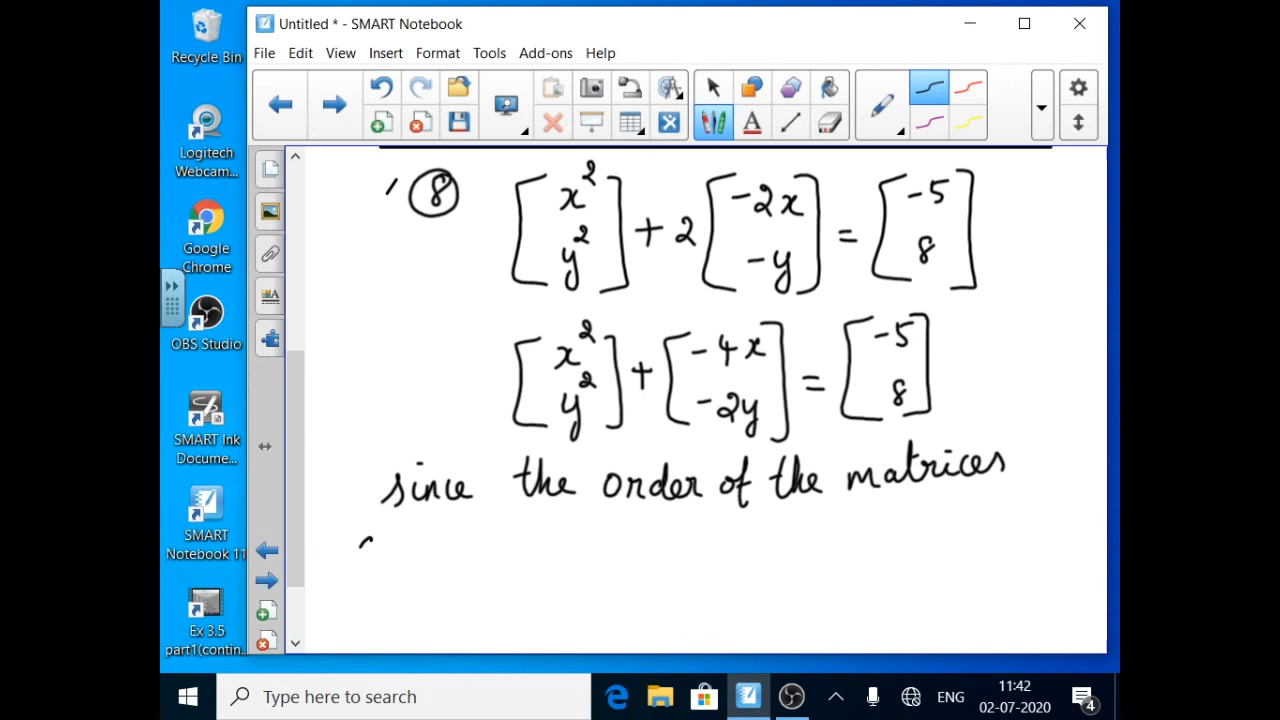 Recycle Bin
Logitech Webcam...
Google Chrome
OBS Studio
SMART Ink Docume...
SMART Notebook 11
Ex 3.5 part1(contin...
Untitled * - SMART Notebook
File Edit View Insert Format Tools Add-ons Help
⑧ [x² y²] + 2 [-2x -y] = [-5 8]
[x² y²] + [-4x -2y] = [-5 8]
since the order of the matrices
Type here to search
ENG
11:42
02-07-2020
4